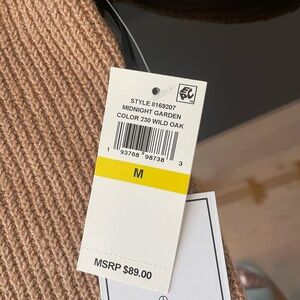 STYLE 8169207
MIDNIGHT GARDEN
COLOR 230 WILD OAK
1 93768 98738 3
M
MSRP $89.00